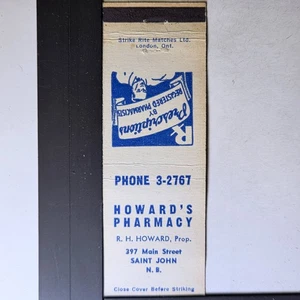 Strike Rite Matches Ltd.
London, Ont.
Rx
Prescriptions
BY
REGISTERED PHARMACISTS
PHONE 3-2767
HOWARD'S
PHARMACY
R. H. HOWARD, Prop.
397 Main Street
SAINT JOHN
N. B.
Close Cover Before Striking